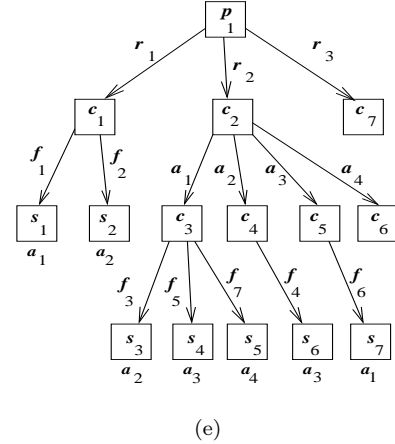 p1
r1 r2 r3
c1 c2 c7
f1 f2 a1 a2 a3 a4
s1 s2 c3 c4 c5 c6
a1 a2
f3 f5 f7 f4 f6
s3 s4 s5 s6 s7
a2 a3 a4 a3 a1
(e)